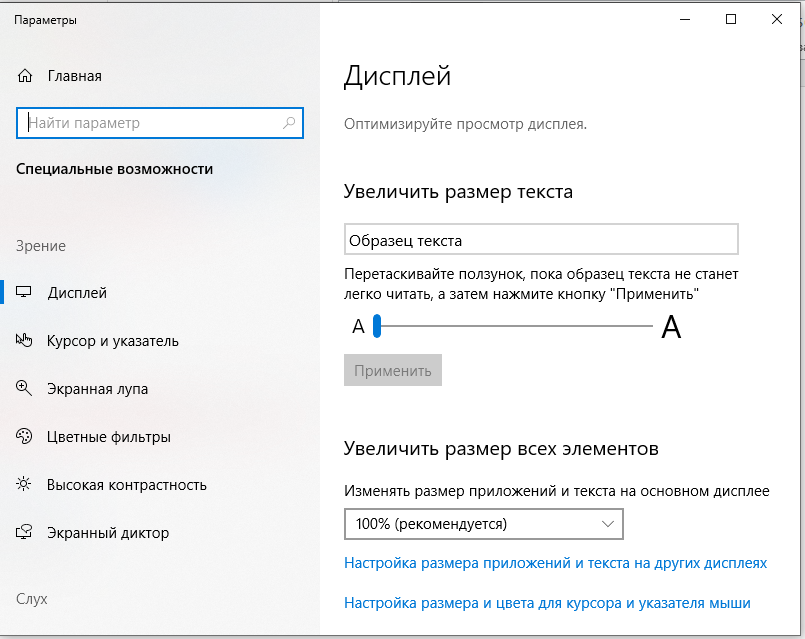 Параметры
Главная
Найти параметр
Специальные возможности
Зрение
Дисплей
Курсор и указатель
Экранная лупа
Цветные фильтры
Высокая контрастность
Экранный диктор
Слух
Дисплей
Оптимизируйте просмотр дисплея.
Увеличить размер текста
Образец текста
Перетаскивайте ползунок, пока образец текста не станет
легко читать, а затем нажмите кнопку "Применить"
A A
Применить
Увеличить размер всех элементов
Изменять размер приложений и текста на основном дисплее
100% (рекомендуется)
Настройка размера приложений и текста на других дисплеях
Настройка размера и цвета для курсора и указателя мыши